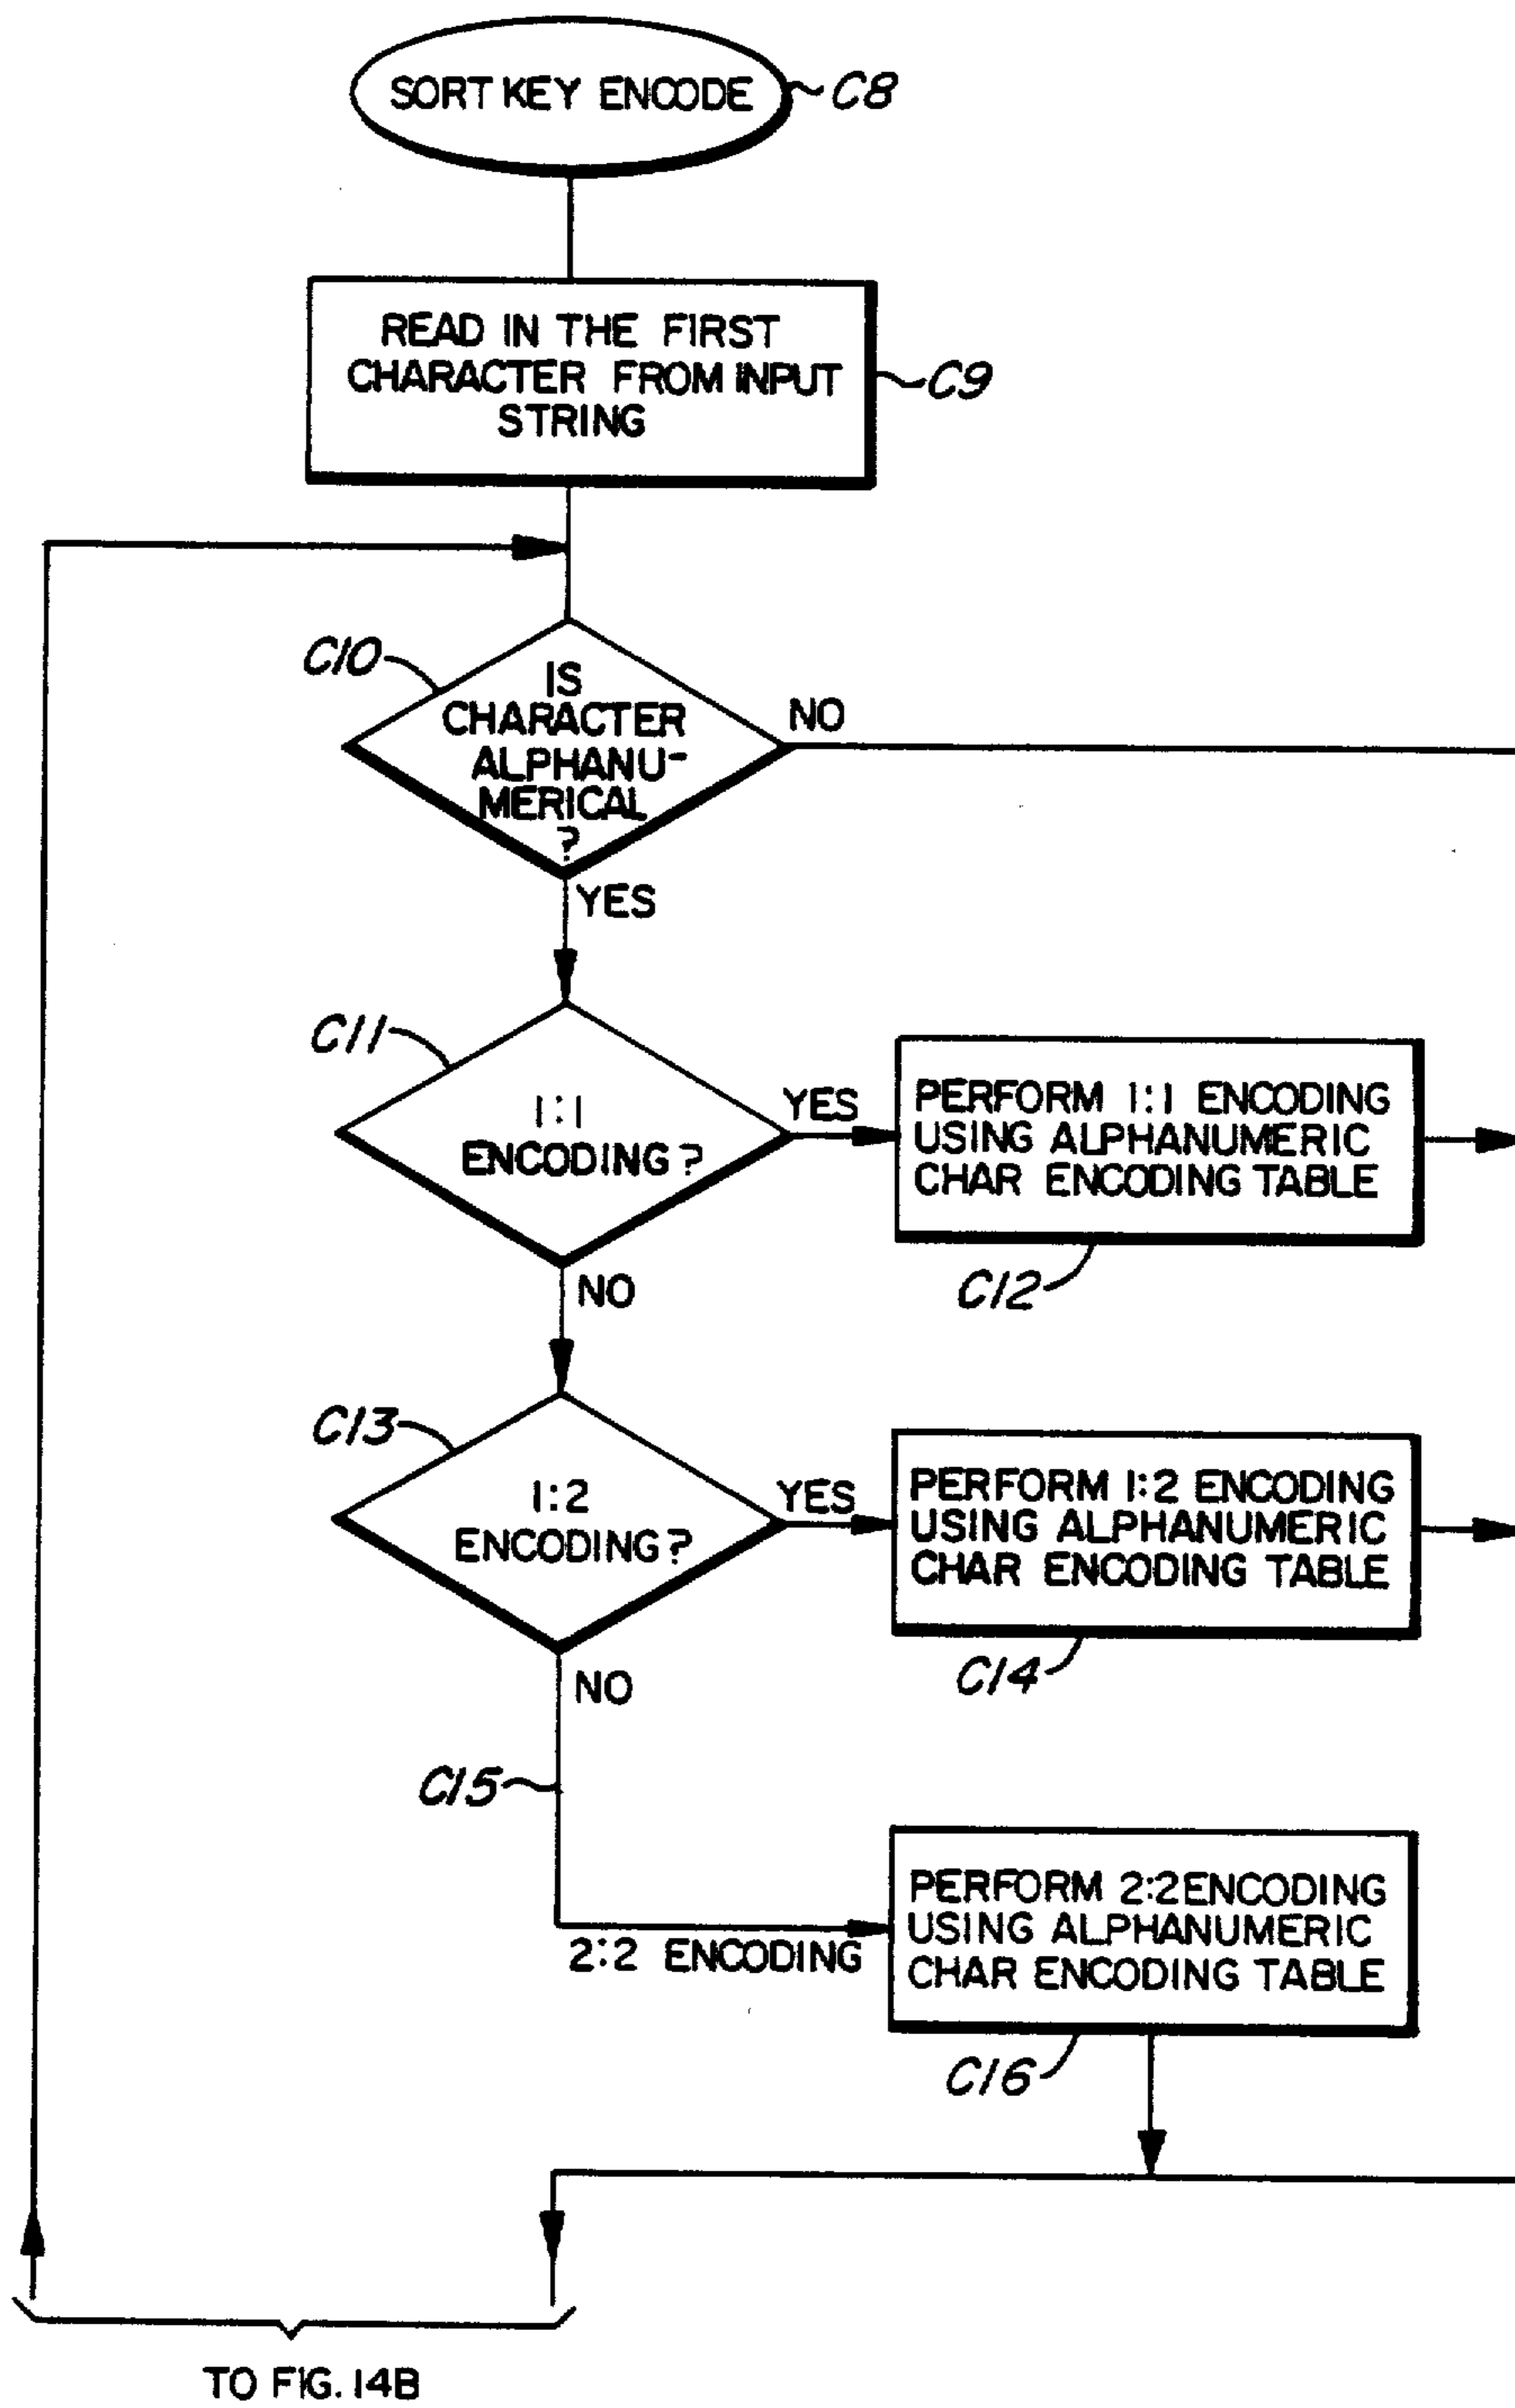 SORT KEY ENCODE
C8
READ IN THE FIRST
CHARACTER FROM INPUT
STRING
C9
C10
IS
CHARACTER
ALPHANU-
MERICAL
?
NO
YES
C11
1:1
ENCODING?
YES
PERFORM 1:1 ENCODING
USING ALPHANUMERIC
CHAR ENCODING TABLE
C12
NO
C13
1:2
ENCODING?
YES
PERFORM 1:2 ENCODING
USING ALPHANUMERIC
CHAR ENCODING TABLE
C14
NO
C15
2:2 ENCODING
PERFORM 2:2 ENCODING
USING ALPHANUMERIC
CHAR ENCODING TABLE
C16
TO FIG. 14B